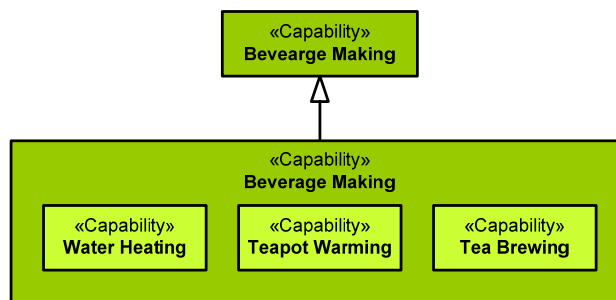 «Capability»
Bevearge Making
«Capability»
Beverage Making
«Capability»
Water Heating
«Capability»
Teapot Warming
«Capability»
Tea Brewing